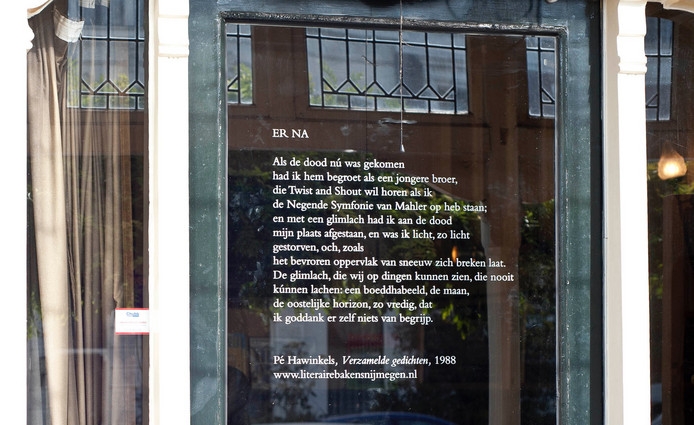 ER NA
Als de dood nú was gekomen
had ik hem begroet als een jongere broer,
die Twist and Shout wil horen als ik
de Negende Symfonie van Mahler op heb staan;
en met een glimlach had ik aan de dood
mijn plaats afgestaan, en was ik licht, zo licht
gestorven, och, zoals
het bevroren oppervlak van sneeuw zich breken laat.
De glimlach, die wij op dingen kunnen zien, die nooit
kúnnen lachen: een boeddhabeeld, de maan,
de oostelijke horizon, zo vredig, dat
ik goddank er zelf niets van begrijp.
Pé Hawinkels, Verzamelde gedichten, 1988
www.literairebakensnijmegen.nl